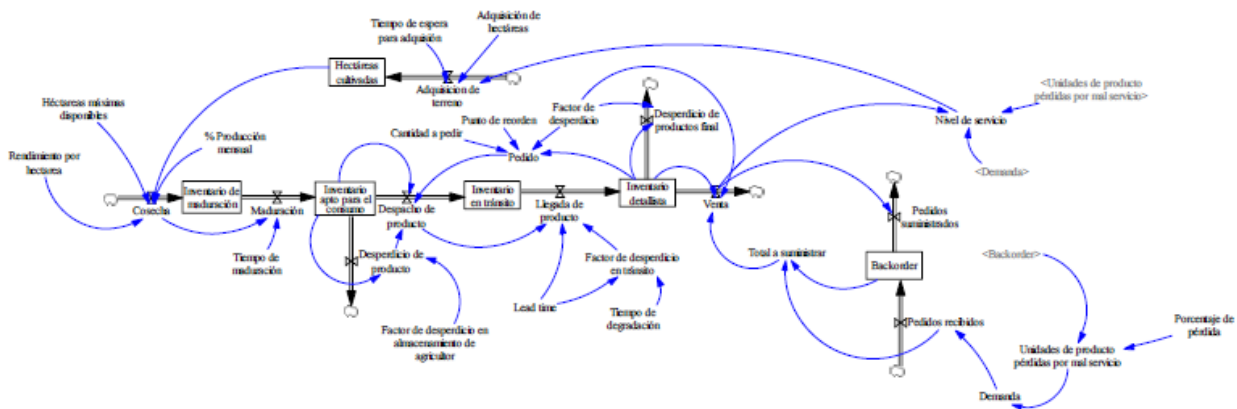 Tiempo de espera
para adquisión
Adquisición de
hectáreas
Hectáreas
cultivadas
Adquisicion de
terreno
Héctareas máximas
disponibles
% Producción
mensual
Rendimiento por
hectarea
Cantidad a pedir
Punto de reorden
Factor de
desperdicio
Desperdicio de
productos final
Pedido
<Unidades de producto
pérdidas por mal servicio>
Nivel de servicio
<Demanda>
Inventario de
maduración
Inventario
apto para el
consumo
Inventario
en tránsito
Inventario
detallista
Cosecha
Maduración
Despacho de
producto
Llegada de
producto
Venta
Pedidos
suministrados
Tiempo de
maduración
Desperdicio de
producto
Factor de desperdicio
en tránsito
Total a suministrar
Backorder
<Backorder>
Lead time
Tiempo de
degradación
Factor de desperdicio en
almacenamiento de
agricultor
Pedidos recibidos
Porcentaje de
pérdida
Unidades de producto
pérdidas por mal servicio
Demanda